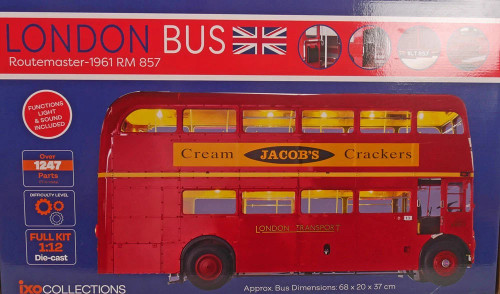 LONDON BUS
Routemaster-1961 RM 857
FUNCTIONS
LIGHT
& SOUND
INCLUDED
Over
1247
Parts
DIFFICULTY LEVEL
FULL KIT
1:12
Die-cast
Cream JACOB'S Crackers
LONDON TRANSPORT
ixo COLLECTIONS
Approx. Bus Dimensions: 68 x 20 x 37 cm